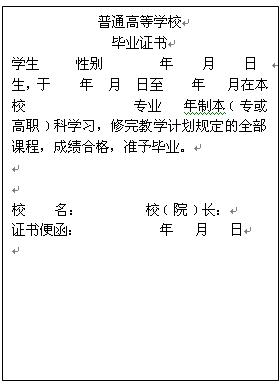 普通高等学校
毕业证书
学生 性别 年 月 日
生，于 年 月 日至 年 月在本
校 专业 年制本（专或
高职）科学习，修完教学计划规定的全部
课程，成绩合格，准予毕业。
校 名： 校（院）长：
证书便函： 年 月 日